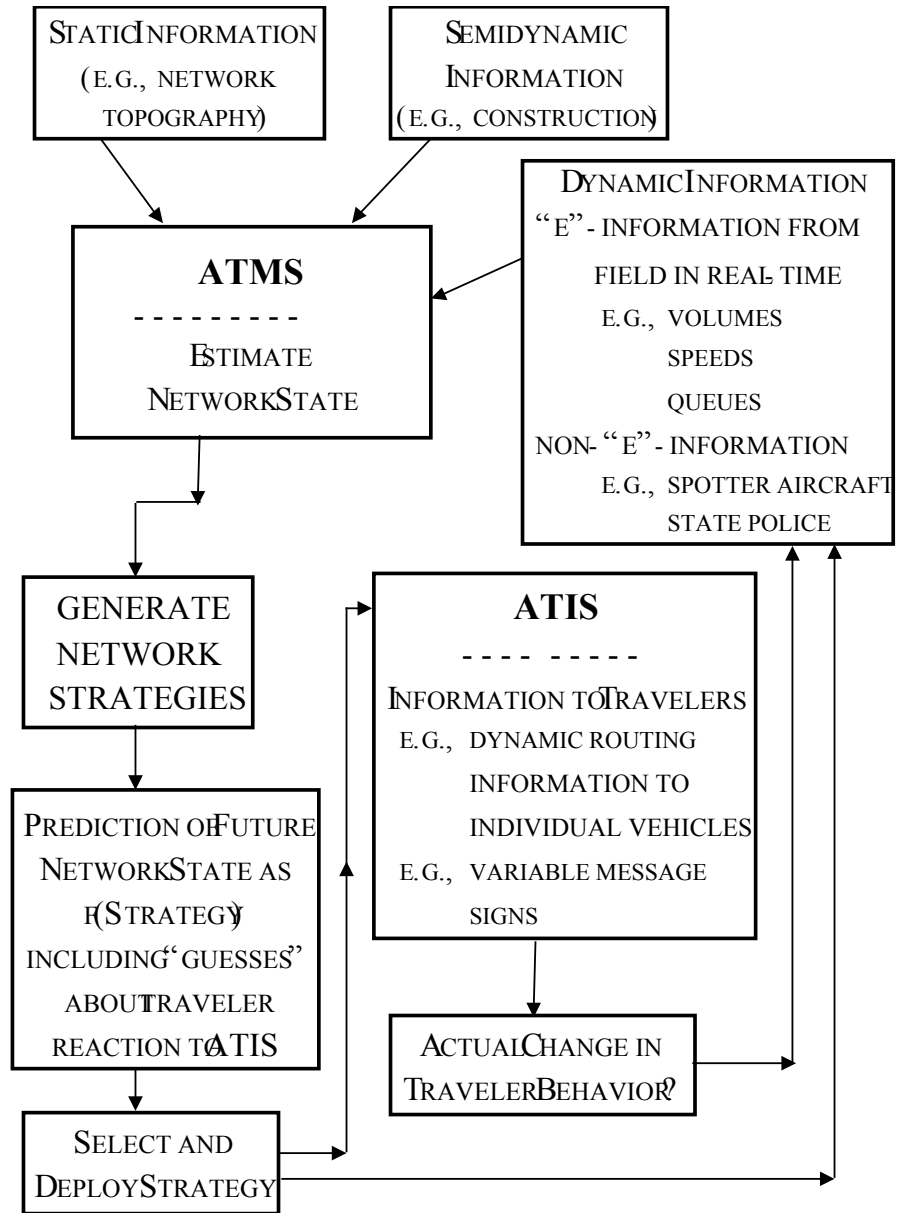 STATIC INFORMATION
(E.G., NETWORK
TOPOGRAPHY)
SEMIDYNAMIC
INFORMATION
(E.G., CONSTRUCTION)
DYNAMIC INFORMATION
“E”- INFORMATION FROM
FIELD IN REAL-TIME
E.G., VOLUMES
SPEEDS
QUEUES
NON-“E”- INFORMATION
E.G., SPOTTER AIRCRAFT
STATE POLICE
ATMS
- - - - - - - - -
ESTIMATE
NETWORK STATE
GENERATE
NETWORK
STRATEGIES
ATIS
- - - - - - - - -
INFORMATION TO TRAVELERS
E.G., DYNAMIC ROUTING
INFORMATION TO
INDIVIDUAL VEHICLES
E.G., VARIABLE MESSAGE
SIGNS
PREDICTION OF FUTURE
NETWORK STATE AS
F(STRATEGY)
INCLUDING “GUESSES”
ABOUT TRAVELER
REACTION TO ATIS
ACTUAL CHANGE IN
TRAVELER BEHAVIOR?
SELECT AND
DEPLOY STRATEGY